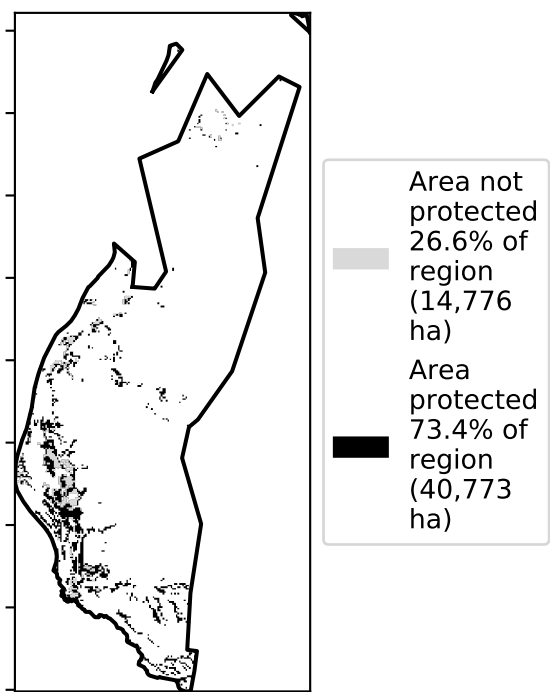 Area not
protected
26.6% of
region
(14,776
ha)
Area
protected
73.4% of
region
(40,773
ha)